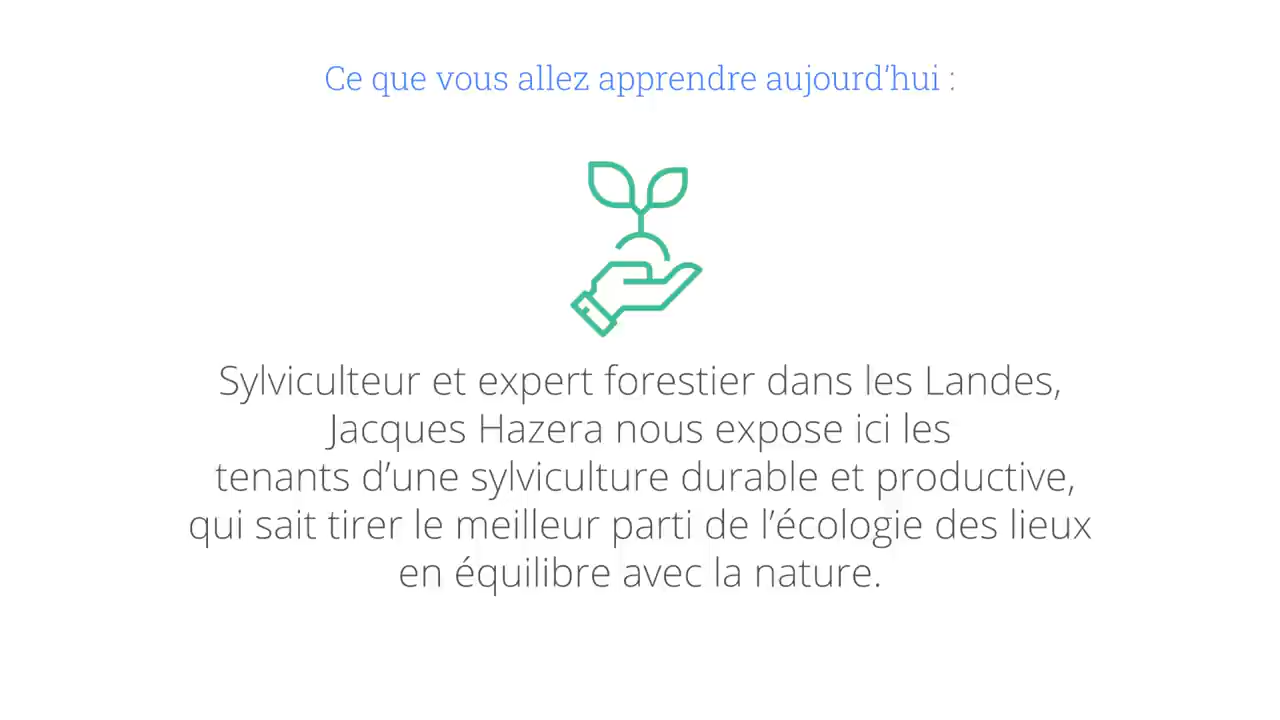 Ce que vous allez apprendre aujourd’hui :
Sylviculteur et expert forestier dans les Landes,
Jacques Hazera nous expose ici les
tenants d’une sylviculture durable et productive,
qui sait tirer le meilleur parti de l’écologie des lieux
en équilibre avec la nature.